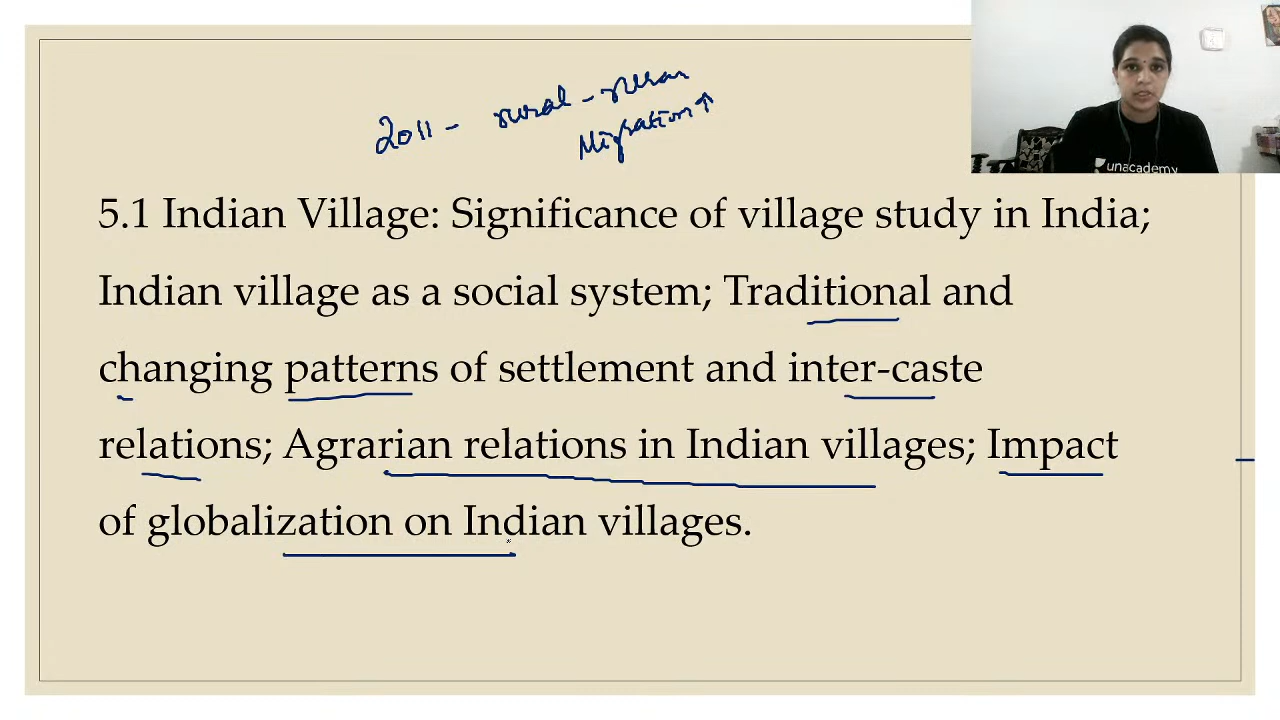 2011 - rural - rural
Migration ↑
unacademy
5.1 Indian Village: Significance of village study in India;
Indian village as a social system; Traditional and
changing patterns of settlement and inter-caste
relations; Agrarian relations in Indian villages; Impact
of globalization on Indian villages.